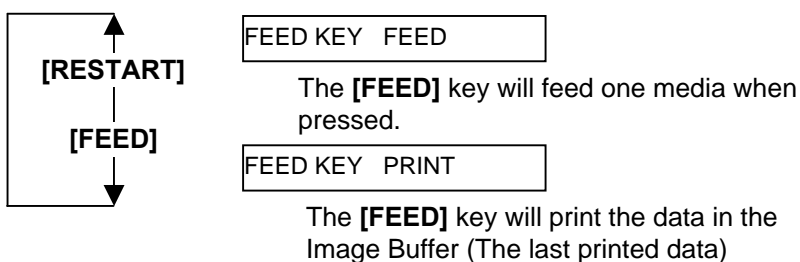 FEED KEY FEED
[RESTART]
The [FEED] key will feed one media when
pressed.
[FEED]
FEED KEY PRINT
The [FEED] key will print the data in the
Image Buffer (The last printed data)